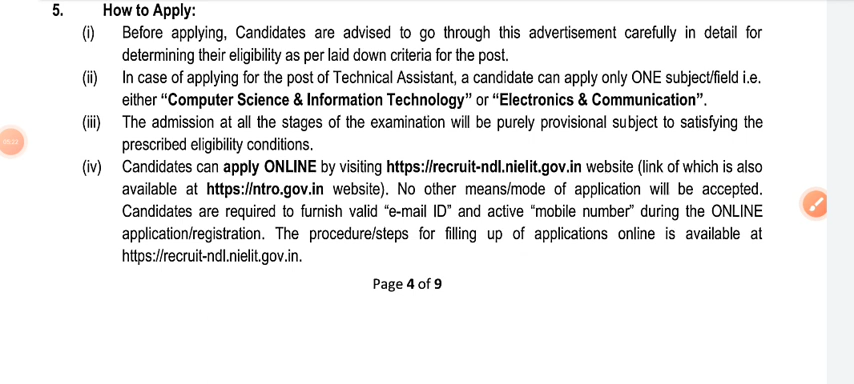 5. How to Apply:
(i) Before applying, Candidates are advised to go through this advertisement carefully in detail for
determining their eligibility as per laid down criteria for the post.
(ii) In case of applying for the post of Technical Assistant, a candidate can apply only ONE subject/field i.e.
either “Computer Science & Information Technology” or “Electronics & Communication”.
(iii) The admission at all the stages of the examination will be purely provisional subject to satisfying the
prescribed eligibility conditions.
(iv) Candidates can apply ONLINE by visiting https://recruit-ndl.nielit.gov.in website (link of which is also
available at https://ntro.gov.in website). No other means/mode of application will be accepted.
Candidates are required to furnish valid “e-mail ID” and active “mobile number” during the ONLINE
application/registration. The procedure/steps for filling up of applications online is available at
https://recruit-ndl.nielit.gov.in.
Page 4 of 9